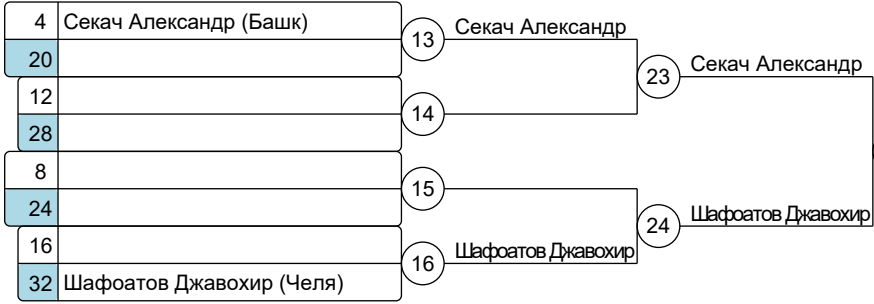 4 Секач Александр (Башк)
20
13 Секач Александр
12
28
14
23 Секач Александр
8
24
15
16
32 Шафоатов Джавохир (Челя)
16 Шафоатов Джавохир
24 Шафоатов Джавохир